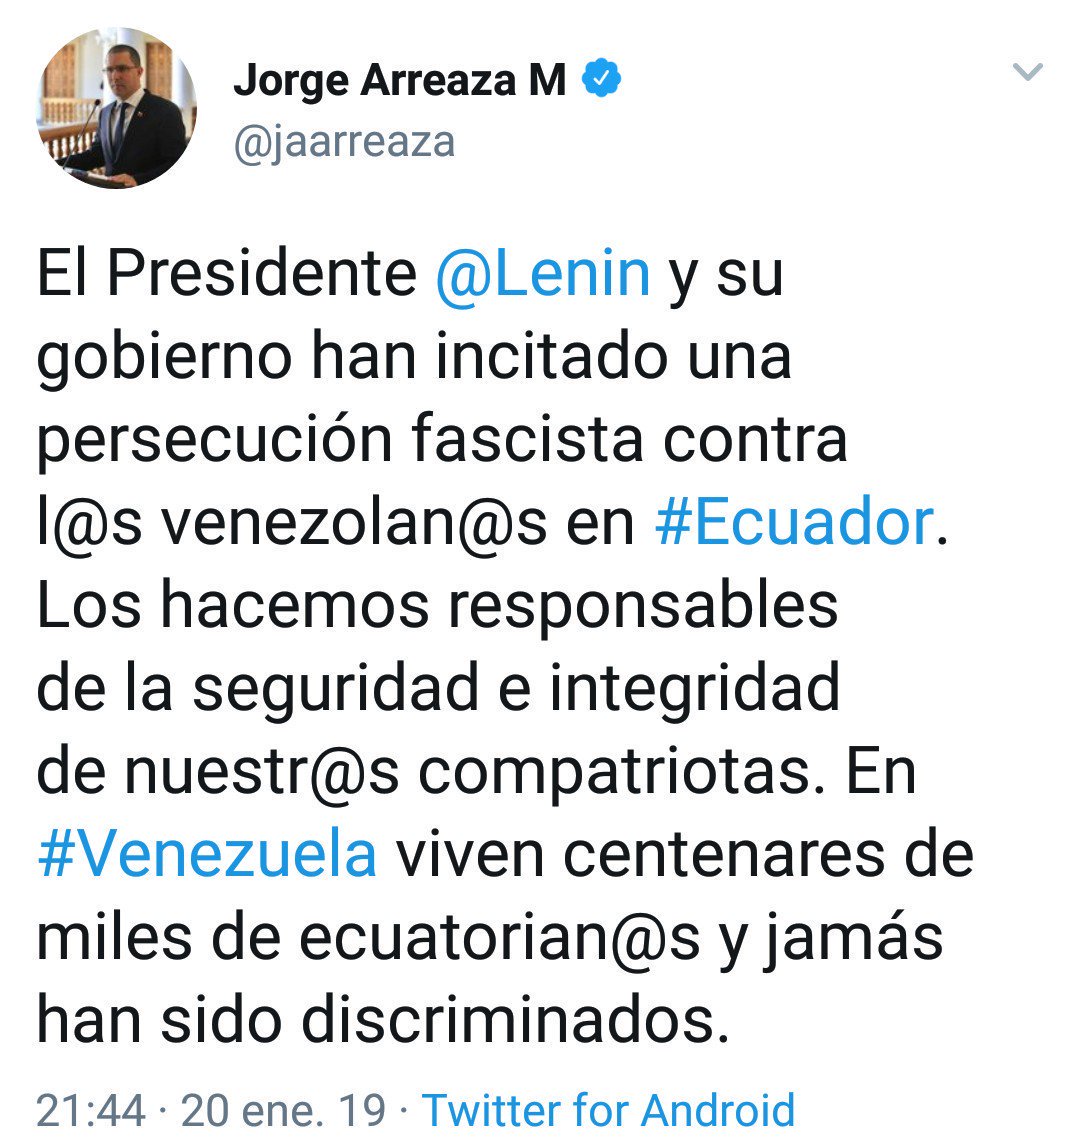 Jorge Arreaza M
@jaarreaza
El Presidente @Lenin y su
gobierno han incitado una
persecución fascista contra
l@s venezolan@s en #Ecuador.
Los hacemos responsables
de la seguridad e integridad
de nuestr@s compatriotas. En
#Venezuela viven centenares de
miles de ecuatorian@s y jamás
han sido discriminados.
21:44 · 20 ene. 19 · Twitter for Android